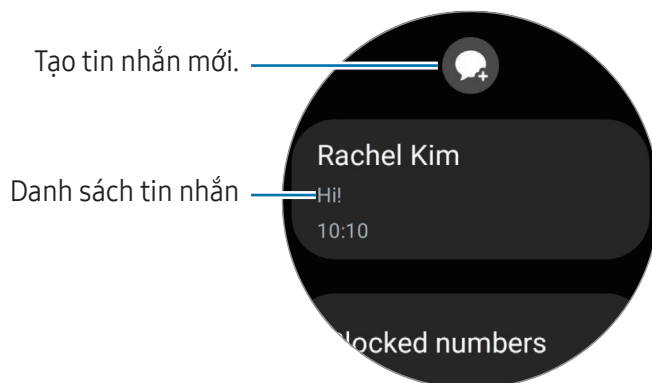 Tạo tin nhắn mới.
Rachel Kim
Danh sách tin nhắn
Hi!
10:10
locked numbers